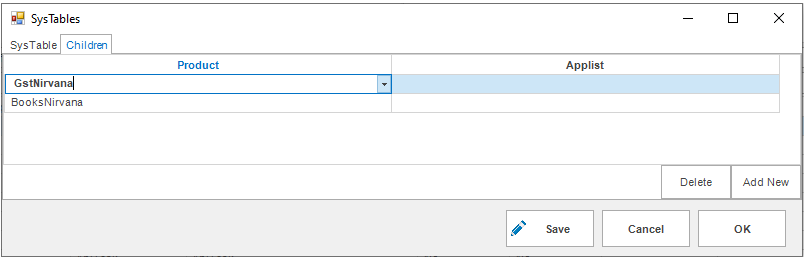 SysTables
SysTable Children
Product Applist
GstNirvana
BooksNirvana
Delete Add New
Save Cancel OK